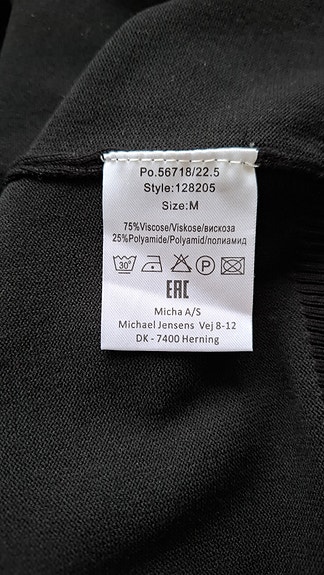 Po.56718/22.5
Style:128205
Size:M
75%Viscose/Viskose/вискоза
25%Polyamide/Polyamid/полиамид
30° P
EAC
Micha A/S
Michael Jensens Vej 8-12
DK - 7400 Herning